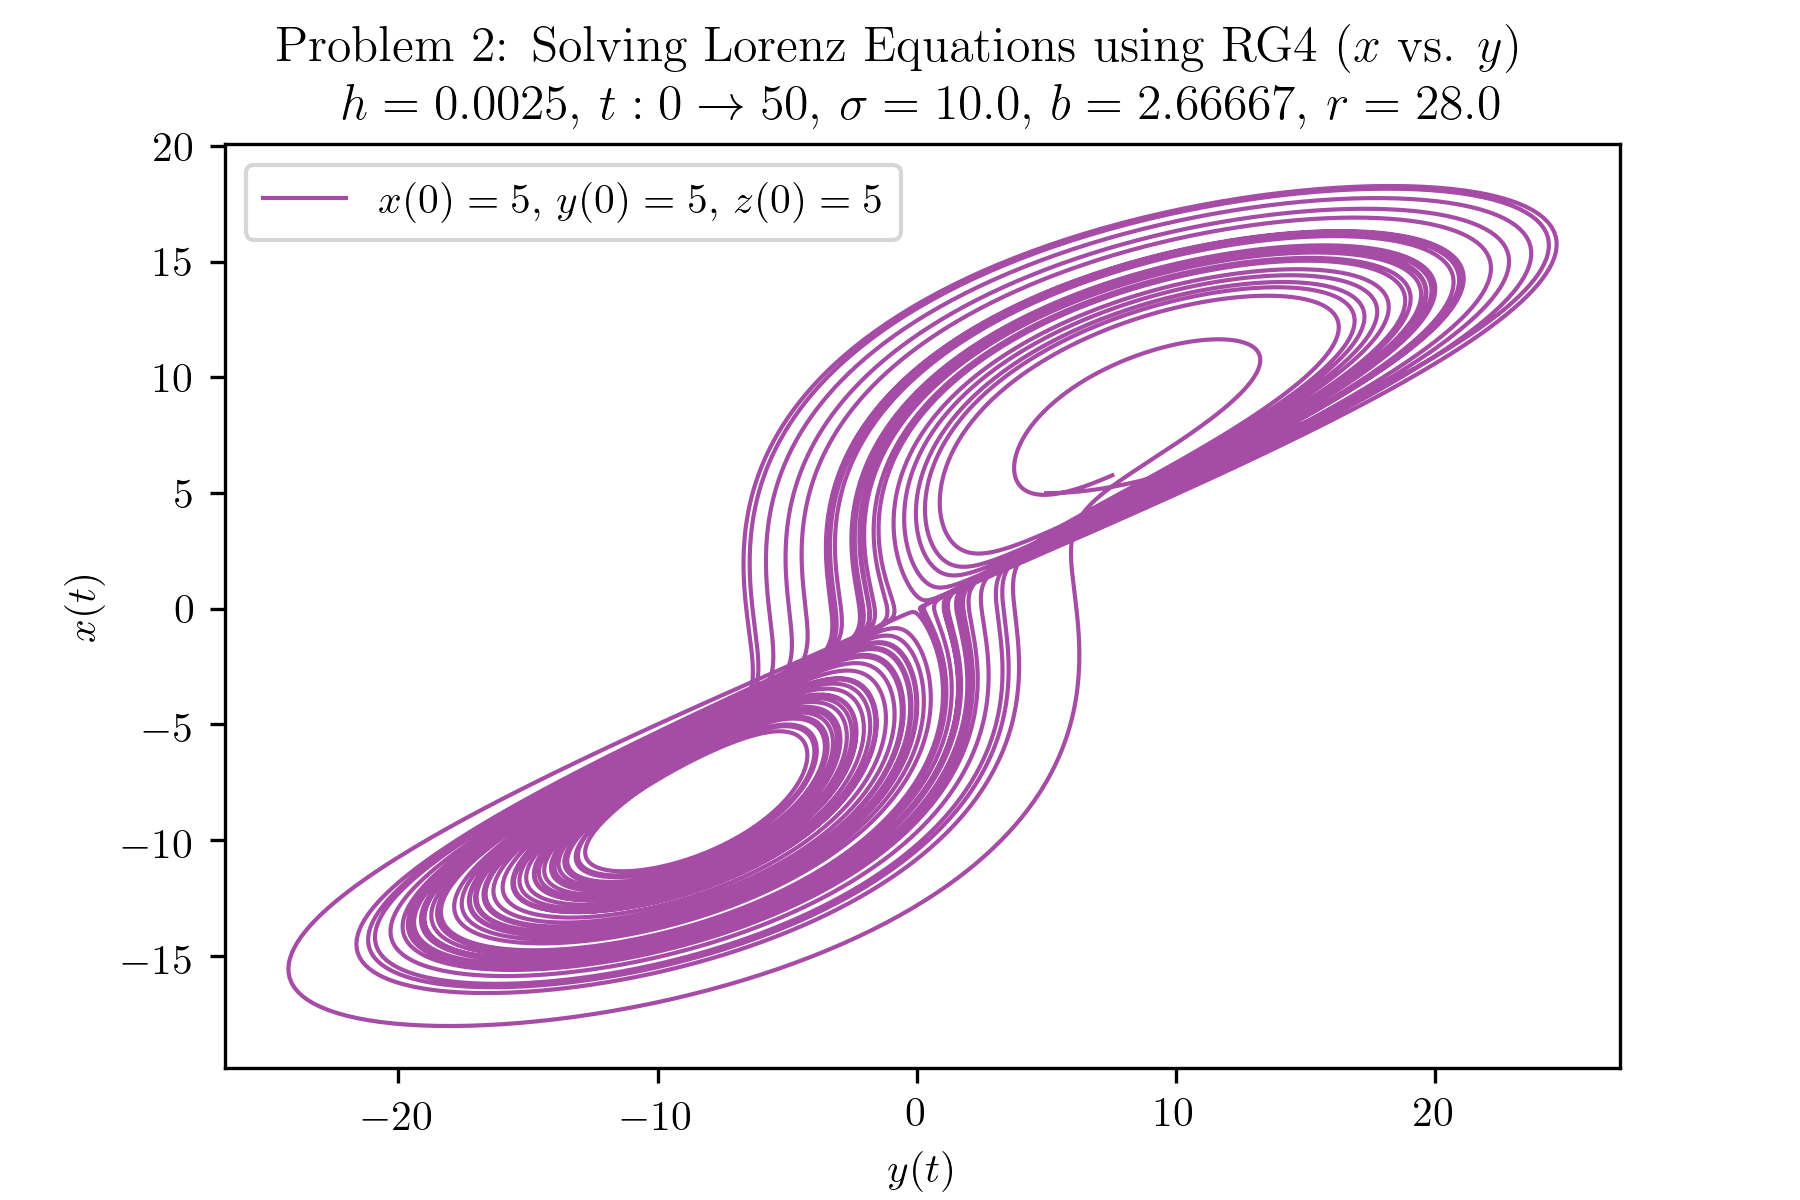 Problem 2: Solving Lorenz Equations using RG4 (x vs. y)
h = 0.0025, t : 0 → 50, σ = 10.0, b = 2.66667, r = 28.0
x(0) = 5, y(0) = 5, z(0) = 5
20
15
10
5
0
−5
−10
−15
x(t)
−20 −10 0 10 20
y(t)